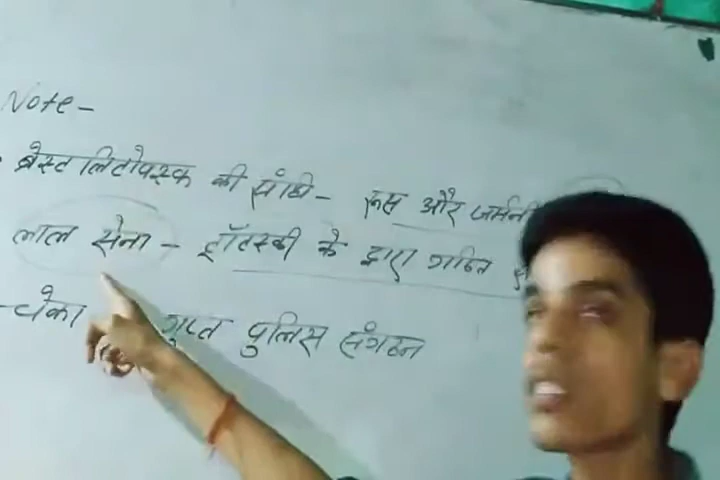 Note-
ब्रेस्ट लिटोवस्क की संधि- रूस और जर्मनी
लाल सेना - ट्रॉटस्की के द्वारा गठित
-चेका गुप्त पुलिस संगठन